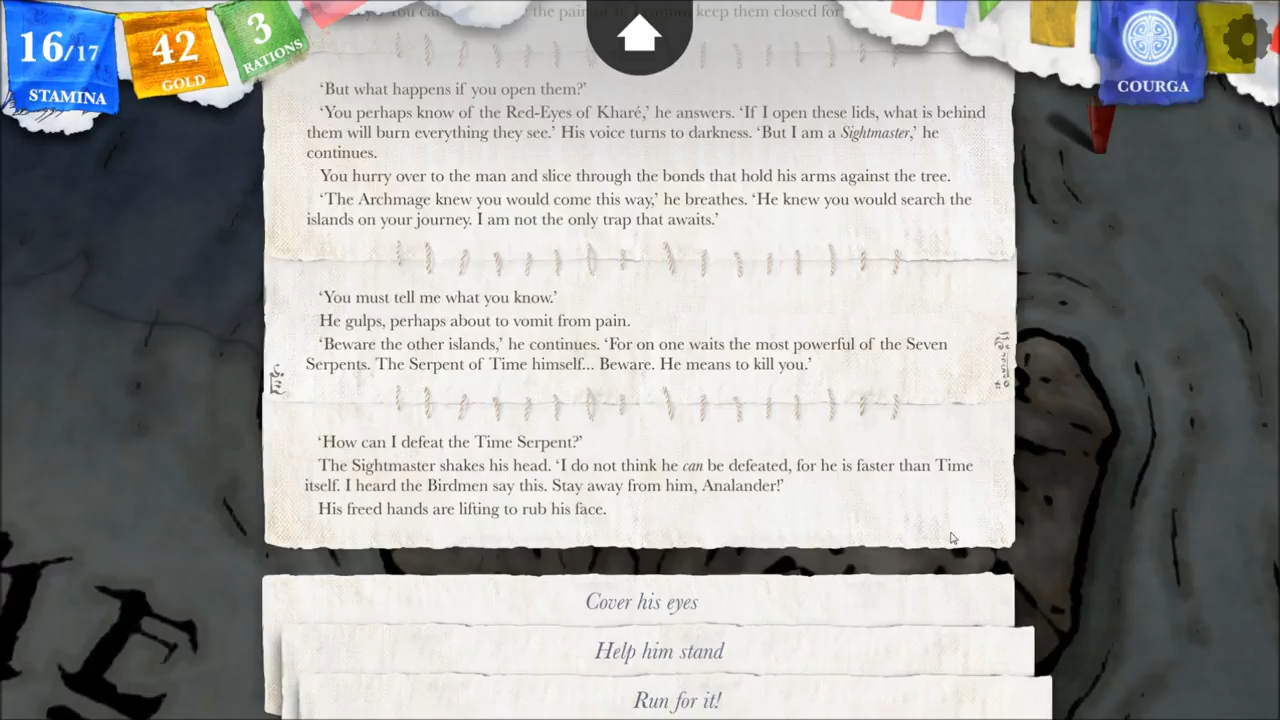 16/17
STAMINA
42
GOLD
3
RATIONS
COURGA
the pain of
keep them closed for
‘But what happens if you open them?’
‘You perhaps know of the Red-Eyes of Kharé,’ he answers. ‘If I open these lids, what is behind
them will burn everything they see.’ His voice turns to darkness. ‘But I am a Sightmaster,’ he
continues.
You hurry over to the man and slice through the bonds that hold his arms against the tree.
‘The Archmage knew you would come this way,’ he breathes. ‘He knew you would search the
islands on your journey. I am not the only trap that awaits.’
‘You must tell me what you know.’
He gulps, perhaps about to vomit from pain.
‘Beware the other islands,’ he continues. ‘For on one waits the most powerful of the Seven
Serpents. The Serpent of Time himself... Beware. He means to kill you.’
‘How can I defeat the Time Serpent?’
The Sightmaster shakes his head. ‘I do not think he can be defeated, for he is faster than Time
itself. I heard the Birdmen say this. Stay away from him, Analander!’
His freed hands are lifting to rub his face.
Cover his eyes
Help him stand
Run for it!